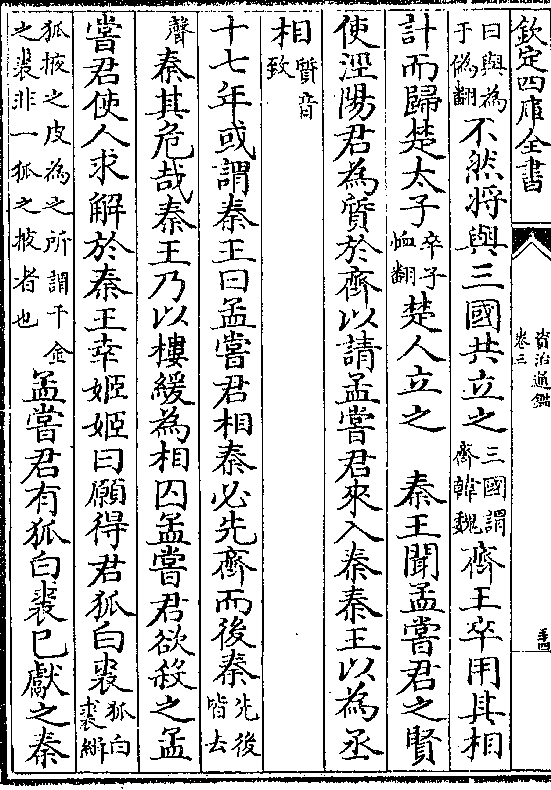 欽定四庫全書
資治通鑑
卷三
曰與為于偽翻不然将與三國共立之三國謂齊韓魏齊王卒用其相
計而歸楚太子卒子恤翻楚人立之 秦王聞孟嘗君之賢
使涇陽君為質於齊以請孟嘗君來入秦秦王以為丞
相質音致
十七年或謂秦王曰孟嘗君相秦必先齊而後秦先後皆去
聲秦其危哉秦王乃以樓緩為相囚孟嘗君欲殺之孟
嘗君使人求解於秦王幸姬姬曰願得君狐白裘狐白裘緝
狐掖之皮為之所謂千金之裘非一狐之掖者也孟嘗君有狐白裘已獻之秦